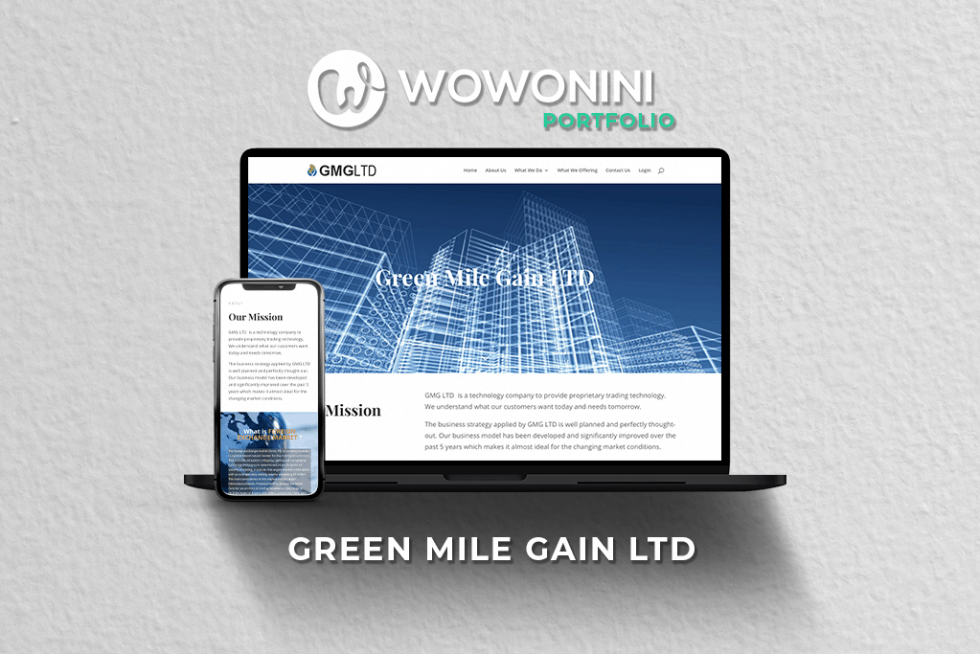 WOWONINI
PORTFOLIO
GMGLTD
Home About Us What We Do What We Offering Contact Us Login
Green Mile Gain LTD
Mission
GMG LTD is a technology company to provide proprietary trading technology.
We understand what our customers want today and needs tomorrow.
The business strategy applied by GMG LTD is well planned and perfectly thought-
out. Our business model has been developed and significantly improved over the
past 5 years which makes it almost ideal for the changing market conditions.
ABOUT
Our Mission
GMG LTD is a technology company to
provide proprietary trading technology.
We understand what our customers want
today and needs tomorrow.
The business strategy applied by GMG LTD
is well planned and perfectly thought-out.
Our business model has been developed
and significantly improved over the past 5
years which makes it almost ideal for the
changing market conditions.
What is FOREIGN
EXCHANGE MARKET
GREEN MILE GAIN LTD